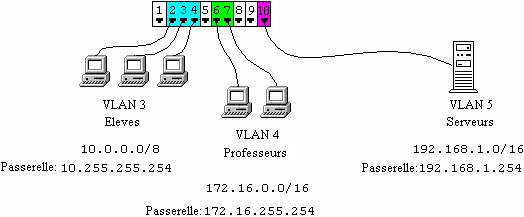 1 2 3 4 5 6 7 8 9 10
VLAN 3
Eleves
10.0.0.0/8
Passerelle: 10.255.255.254
VLAN 4
Professeurs
172.16.0.0/16
Passerelle: 172.16.255.254
VLAN 5
Serveurs
192.168.1.0/16
Passerelle: 192.168.1.254